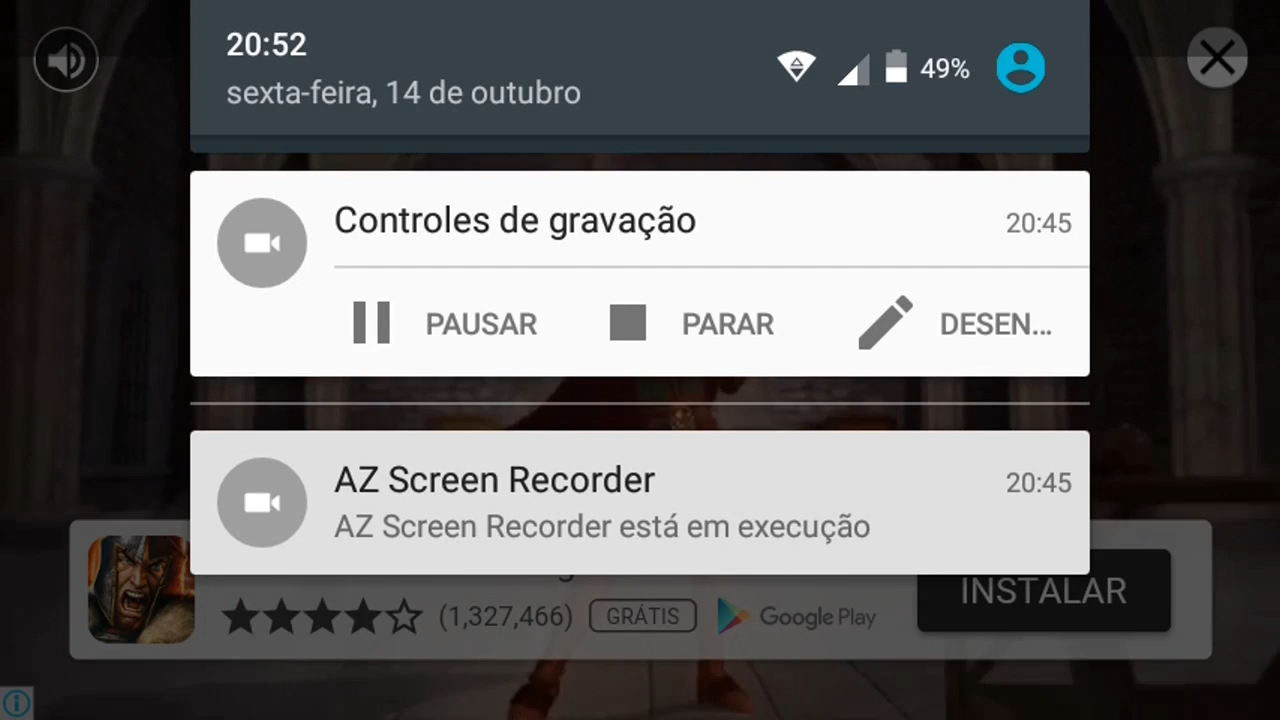 20:52
49%
sexta-feira, 14 de outubro
Controles de gravação
20:45
PAUSAR
PARAR
DESEN...
AZ Screen Recorder
20:45
AZ Screen Recorder está em execução
(1,327,466)
GRÁTIS
Google Play
INSTALAR